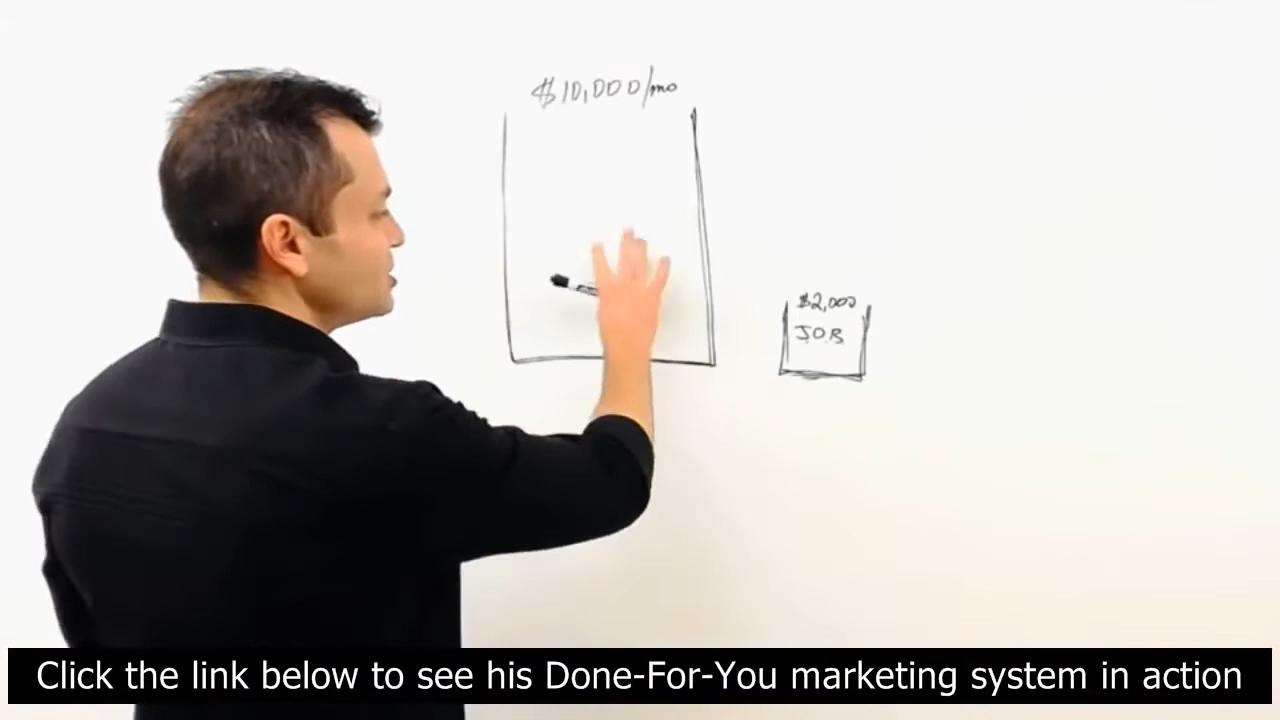 $10,000/mo
$2,000
J.O.B
Click the link below to see his Done-For-You marketing system in action